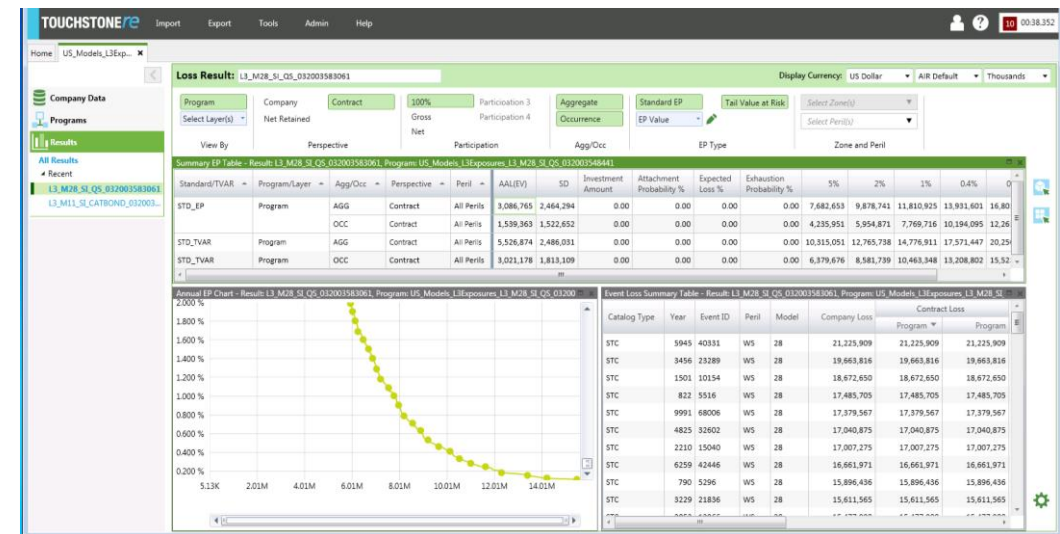 TOUCHSTONE re Import Export Tools Admin Help 10 00:38.352
Home US_Models_L3Exp... ×
Loss Result: L3_M28_SI_QS_032003583061 Display Currency: US Dollar AIR Default Thousands
Company Data
Programs
Results
All Results
Recent
L3_M28_SI_QS_032003583061
L3_M11_SI_CATBOND_032003...
Program Company Contract 100% Participation 3 Aggregate Standard EP Tail Value at Risk Select Zone(s)
Select Layer(s) Net Retained Gross Participation 4 Occurrence EP Value Select Peril(s)
Net
View By Perspective Participation Agg/Occ EP Type Zone and Peril
Summary EP Table - Result: L3_M28_SI_QS_032003583061, Program: US_Models_L3Exposures_L3_M28_SI_QS_032003548441
Standard/TVAR Program/Layer Agg/Occ Perspective Peril AAL(EV) SD Investment Amount Attachment Probability % Expected Loss % Exhaustion Probability % 5% 2% 1% 0.4% 0
STD_EP Program AGG Contract All Perils 3,086,765 2,464,294 0.00 0.00 0.00 0.00 7,682,653 9,878,741 11,810,925 13,931,601 16,80
OCC Contract All Perils 1,539,363 1,522,652 0.00 0.00 0.00 0.00 4,235,951 5,954,871 7,769,716 10,194,095 12,26
STD_TVAR Program AGG Contract All Perils 5,526,874 2,486,031 0.00 0.00 0.00 0.00 10,315,051 12,765,738 14,776,911 17,571,447 20,25
STD_TVAR Program OCC Contract All Perils 3,021,178 1,813,109 0.00 0.00 0.00 0.00 6,379,676 8,581,739 10,463,348 13,208,802 15,52
Annual EP Chart - Result: L3_M28_SI_QS_032003583061, Program: US_Models_L3Exposures_L3_M28_SI_QS_03200
2.000 %
1.800 %
1.600 %
1.400 %
1.200 %
1.000 %
0.800 %
0.600 %
0.400 %
0.200 %
5.13K 2.01M 4.01M 6.01M 8.01M 10.01M 12.01M 14.01M
Event Loss Summary Table - Result: L3_M28_SI_QS_032003583061, Program: US_Models_L3Exposures_L3_M28_SI
Catalog Type Year Event ID Peril Model Company Loss Contract Loss
Program Program
STC 5945 40331 WS 28 21,225,909 21,225,909 21,225,909
STC 3456 23289 WS 28 19,663,816 19,663,816 19,663,816
STC 1501 10154 WS 28 18,672,650 18,672,650 18,672,650
STC 822 5516 WS 28 17,485,705 17,485,705 17,485,705
STC 9991 68006 WS 28 17,379,567 17,379,567 17,379,567
STC 4825 32602 WS 28 17,040,875 17,040,875 17,040,875
STC 2210 15040 WS 28 17,007,275 17,007,275 17,007,275
STC 6259 42446 WS 28 16,661,971 16,661,971 16,661,971
STC 790 5296 WS 28 15,896,436 15,896,436 15,896,436
STC 3229 21836 WS 28 15,611,565 15,611,565 15,611,565